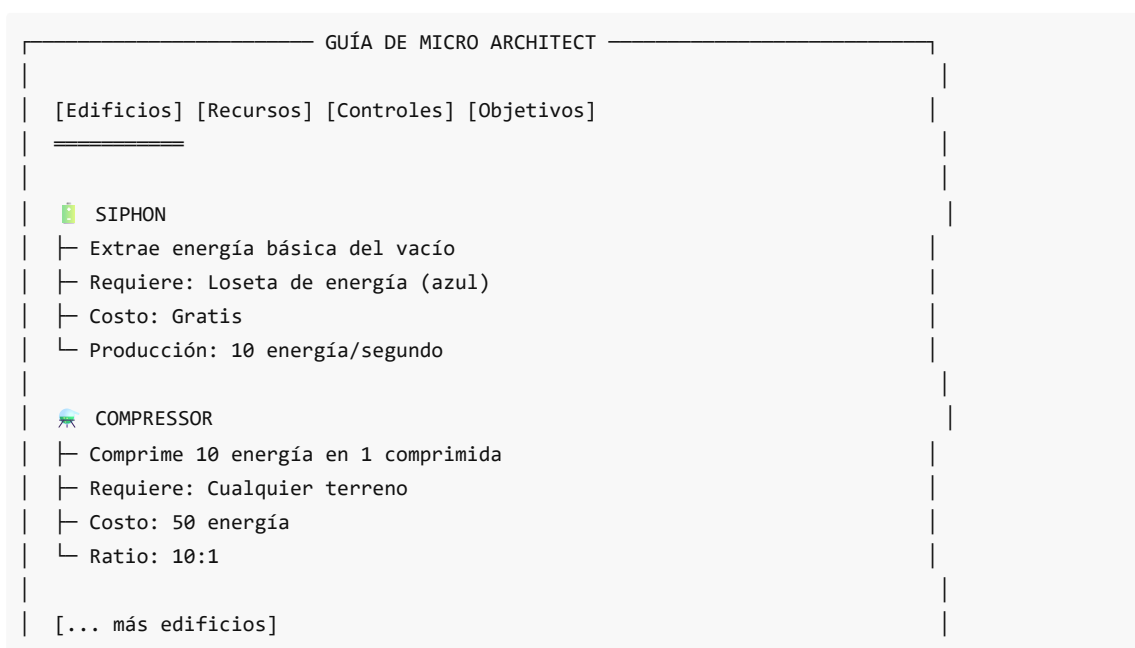 GUÍA DE MICRO ARCHITECT
[Edificios] [Recursos] [Controles] [Objetivos]
SIPHON
├─ Extrae energía básica del vacío
├─ Requiere: Loseta de energía (azul)
├─ Costo: Gratis
└─ Producción: 10 energía/segundo
COMPRESSOR
├─ Comprime 10 energía en 1 comprimida
├─ Requiere: Cualquier terreno
├─ Costo: 50 energía
└─ Ratio: 10:1
[... más edificios]